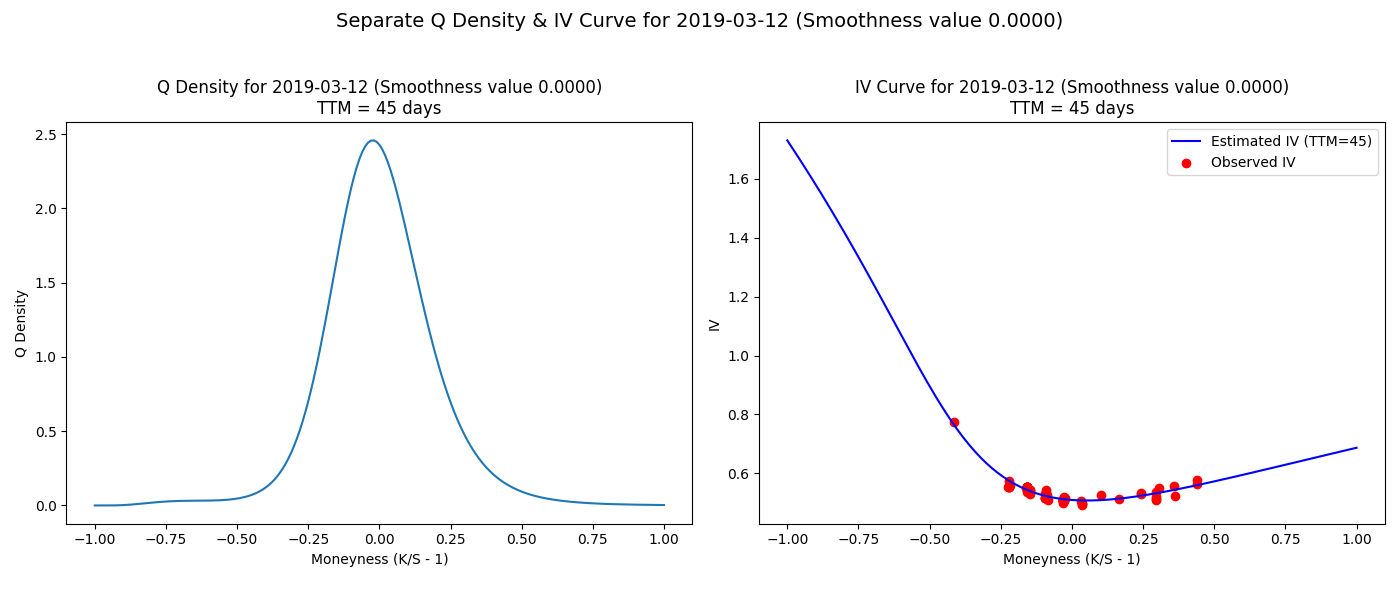 Separate Q Density & IV Curve for 2019-03-12 (Smoothness value 0.0000)
Q Density for 2019-03-12 (Smoothness value 0.0000)
TTM = 45 days
2.5
2.0
1.5
1.0
0.5
0.0
Q Density
−1.00 −0.75 −0.50 −0.25 0.00 0.25 0.50 0.75 1.00
Moneyness (K/S - 1)
IV Curve for 2019-03-12 (Smoothness value 0.0000)
TTM = 45 days
Estimated IV (TTM=45)
Observed IV
1.6
1.4
1.2
1.0
0.8
0.6
IV
−1.00 −0.75 −0.50 −0.25 0.00 0.25 0.50 0.75 1.00
Moneyness (K/S - 1)